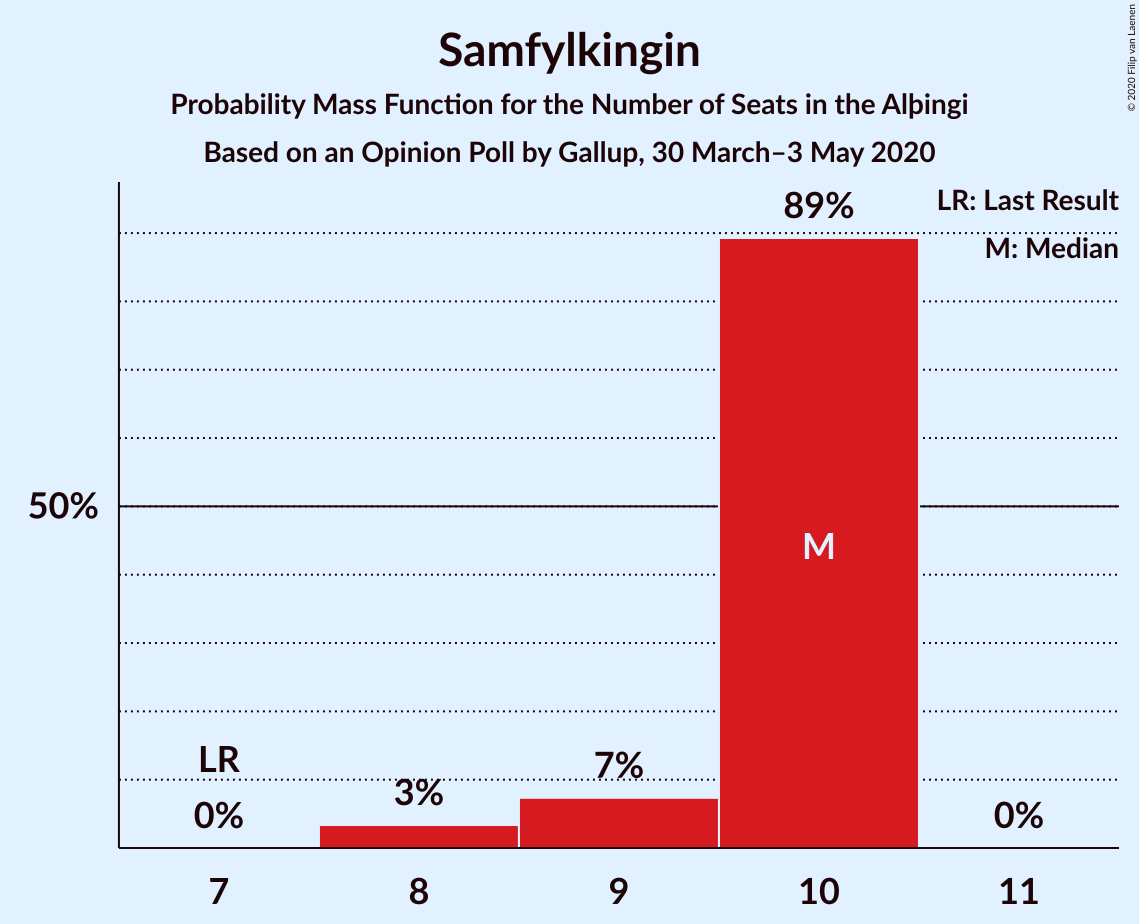 Samfylkingin
Probability Mass Function for the Number of Seats in the Alþingi
Based on an Opinion Poll by Gallup, 30 March–3 May 2020
© 2020 Filip van Laenen
LR: Last Result
M: Median
89%
50%
M
LR
0%
3%
7%
0%
7
8
9
10
11